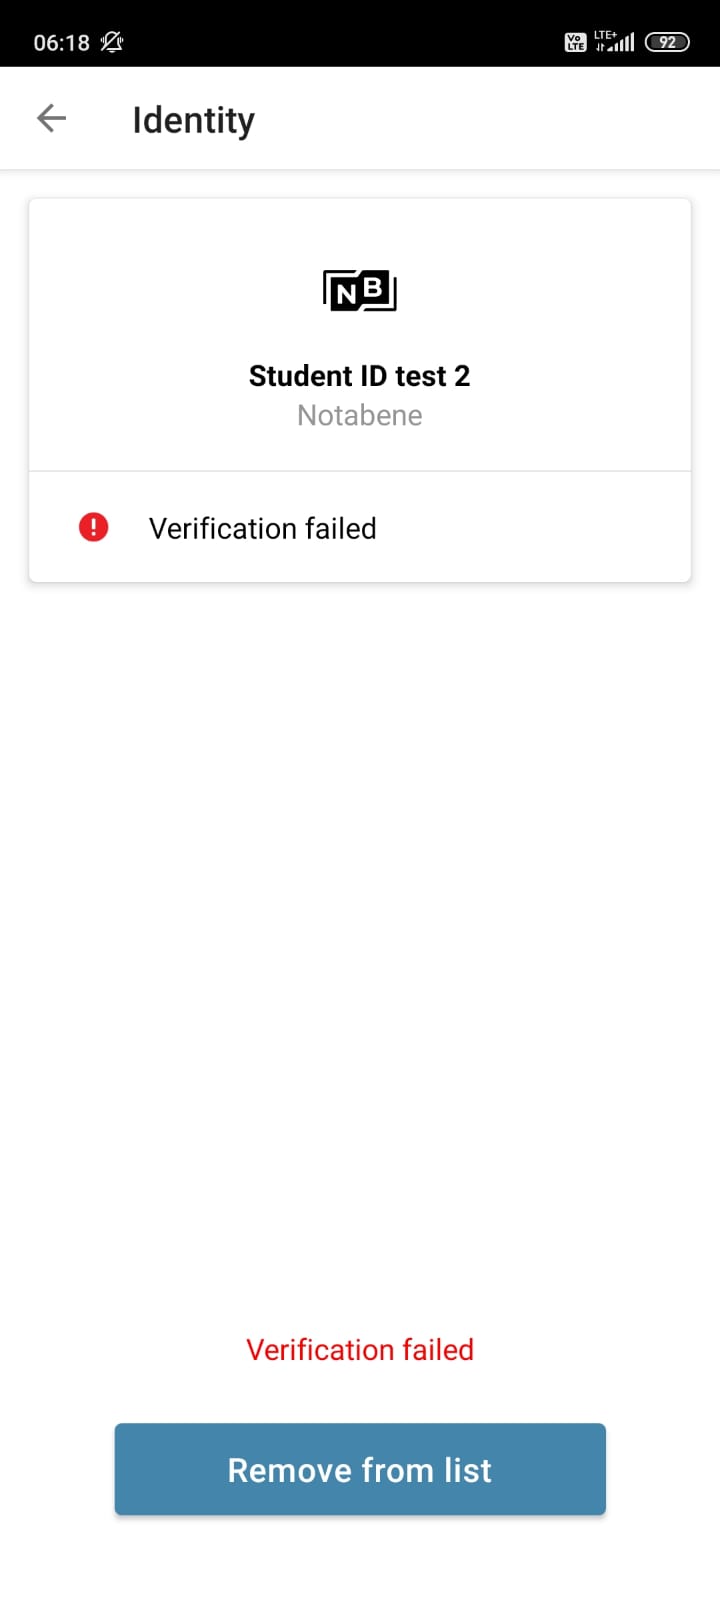 06:18 Vo LTE LTE+ 92
Identity
NB
Student ID test 2
Notabene
Verification failed
Verification failed
Remove from list